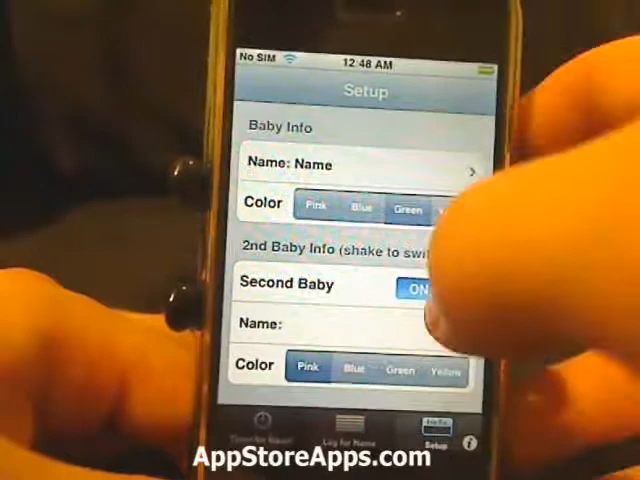 No SIM 12:48 AM
Setup
Baby Info
Name: Name
Color Pink Blue Green
2nd Baby Info (shake to
Second Baby ON
Name:
Color Pink Blue Green Yellow
Log for Name Setup
AppStoreApps.com